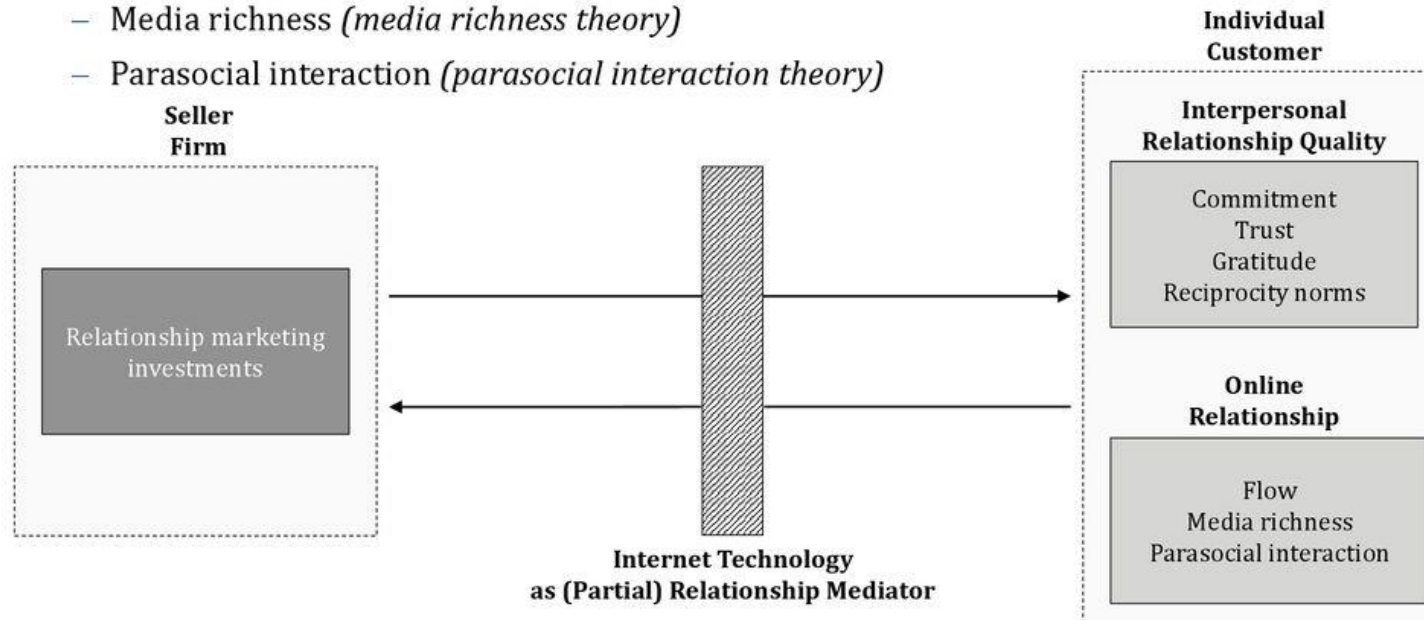 – Media richness (media richness theory)
– Parasocial interaction (parasocial interaction theory)
Seller
Firm
Relationship marketing
investments
Internet Technology
as (Partial) Relationship Mediator
Individual
Customer
Interpersonal
Relationship Quality
Commitment
Trust
Gratitude
Reciprocity norms
Online
Relationship
Flow
Media richness
Parasocial interaction